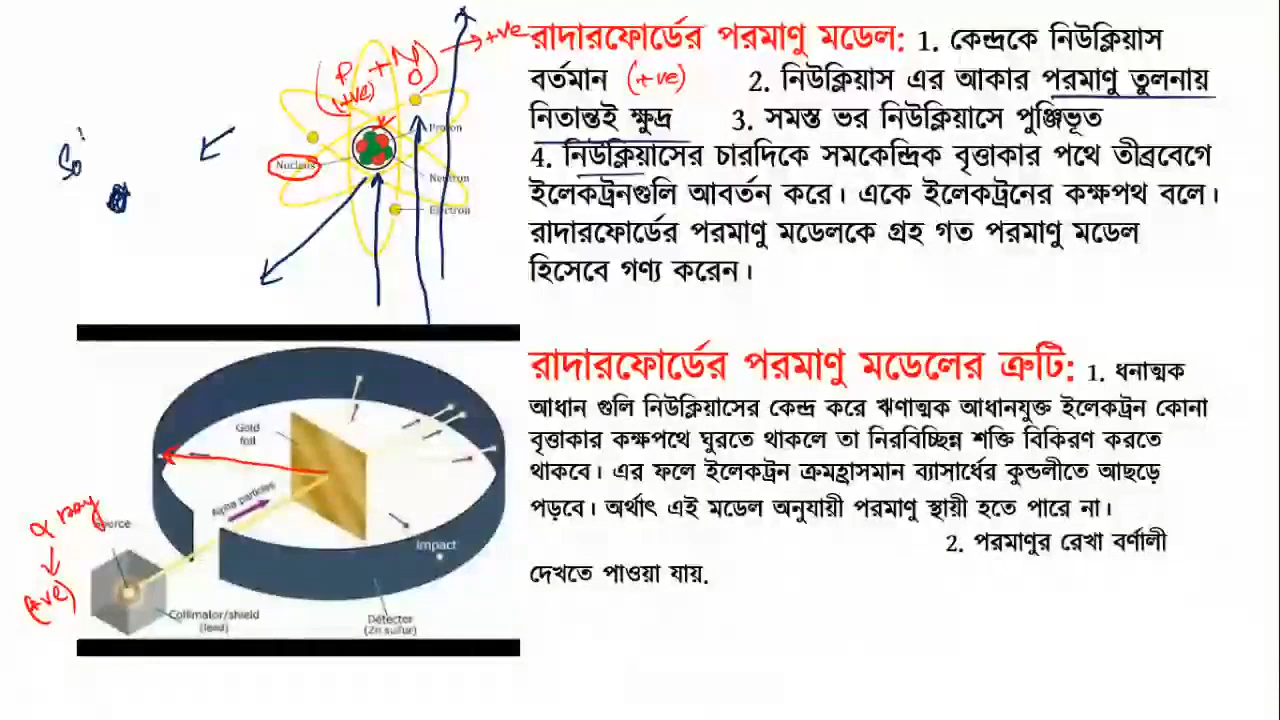 রাদারফোর্ডের পরমাণু মডেল: 1. কেন্দ্রকে নিউক্লিয়াস
বর্তমান (+ve) 2. নিউক্লিয়াস এর আকার পরমাণু তুলনায়
নিতান্তই ক্ষুদ্র 3. সমস্ত ভর নিউক্লিয়াসে পুঞ্জিভূত
4. নিউক্লিয়াসের চারদিকে সমকেন্দ্রিক বৃত্তাকার পথে তীব্রবেগে
ইলেকট্রনগুলি আবর্তন করে। একে ইলেকট্রনের কক্ষপথ বলে।
রাদারফোর্ডের পরমাণু মডেলকে গ্রহ গত পরমাণু মডেল
হিসেবে গণ্য করেন।
+ve
(P + N)
(+ve) 0
Proton
Nucleus
Neutron
Electron
রাদারফোর্ডের পরমাণু মডেলের ত্রুটি: 1. ধনাত্মক
আধান গুলি নিউক্লিয়াসের কেন্দ্র করে ঋণাত্মক আধানযুক্ত ইলেকট্রন কোনা
বৃত্তাকার কক্ষপথে ঘুরতে থাকলে তা নিরবিচ্ছিন্ন শক্তি বিকিরণ করতে
থাকবে। এর ফলে ইলেকট্রন ক্রমহ্রাসমান ব্যাসার্ধের কুন্ডলীতে আছড়ে
পড়বে। অর্থাৎ এই মডেল অনুযায়ী পরমাণু স্থায়ী হতে পারে না।
2. পরমাণুর রেখা বর্ণালী
দেখতে পাওয়া যায়.
Gold
foil
Alpha particles
α ray
(+ve)
Impact
Collimator/shield
(lead)
Detector
(Zn sulfur)